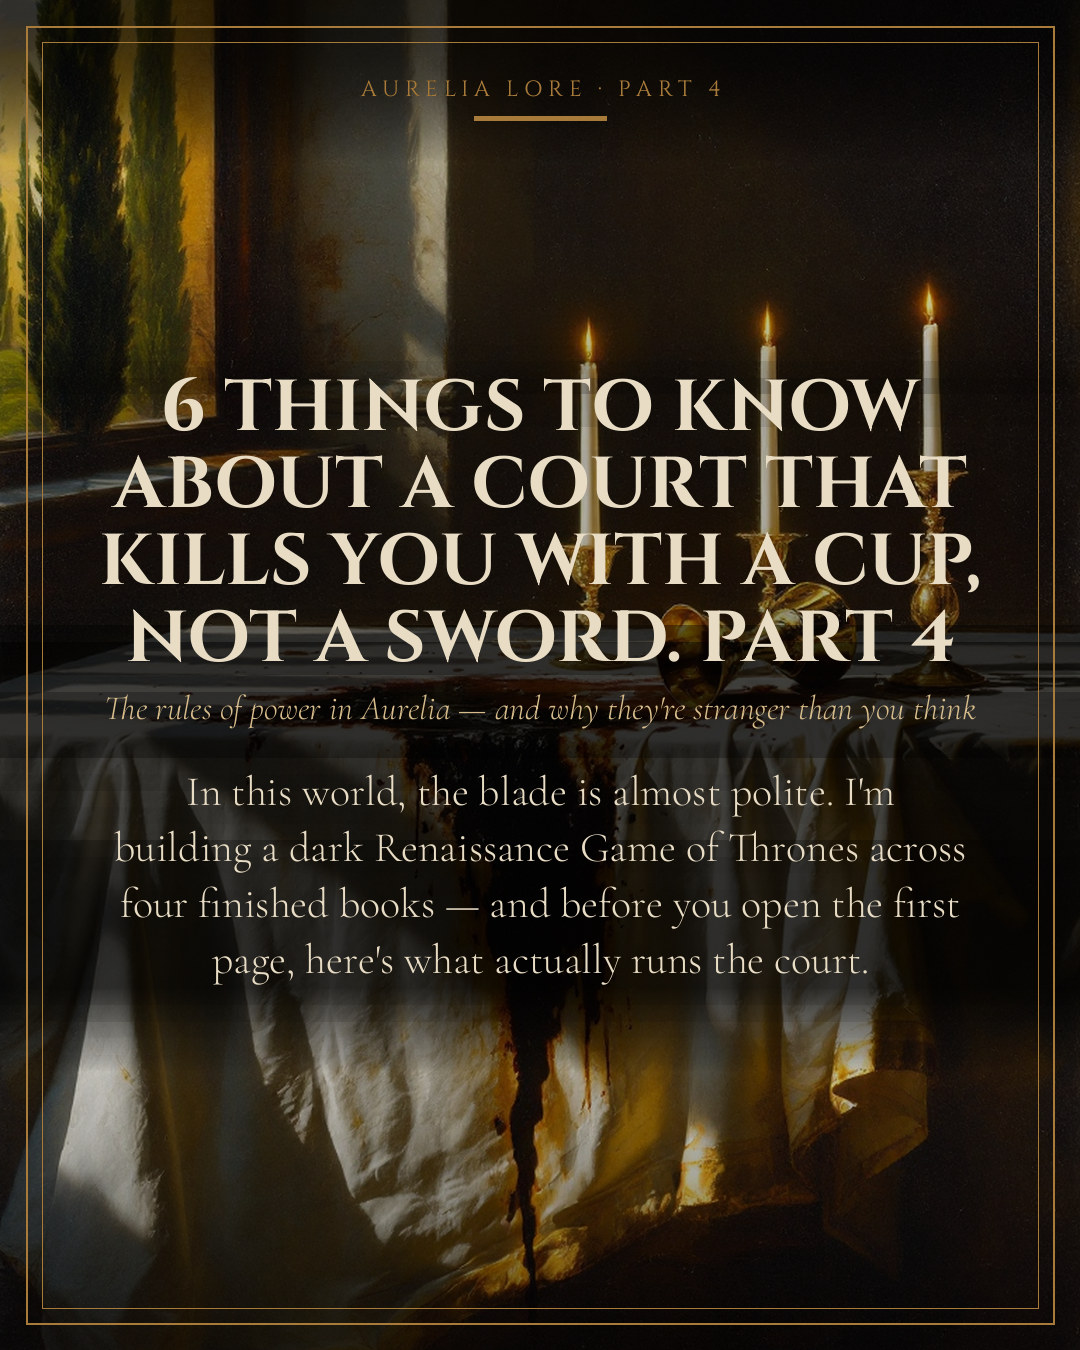 AURELIA LORE · PART 4
6 THINGS TO KNOW
ABOUT A COURT THAT
KILLS YOU WITH A CUP,
NOT A SWORD. PART 4
The rules of power in Aurelia — and why they're stranger than you think
In this world, the blade is almost polite. I'm
building a dark Renaissance Game of Thrones across
four finished books — and before you open the first
page, here's what actually runs the court.